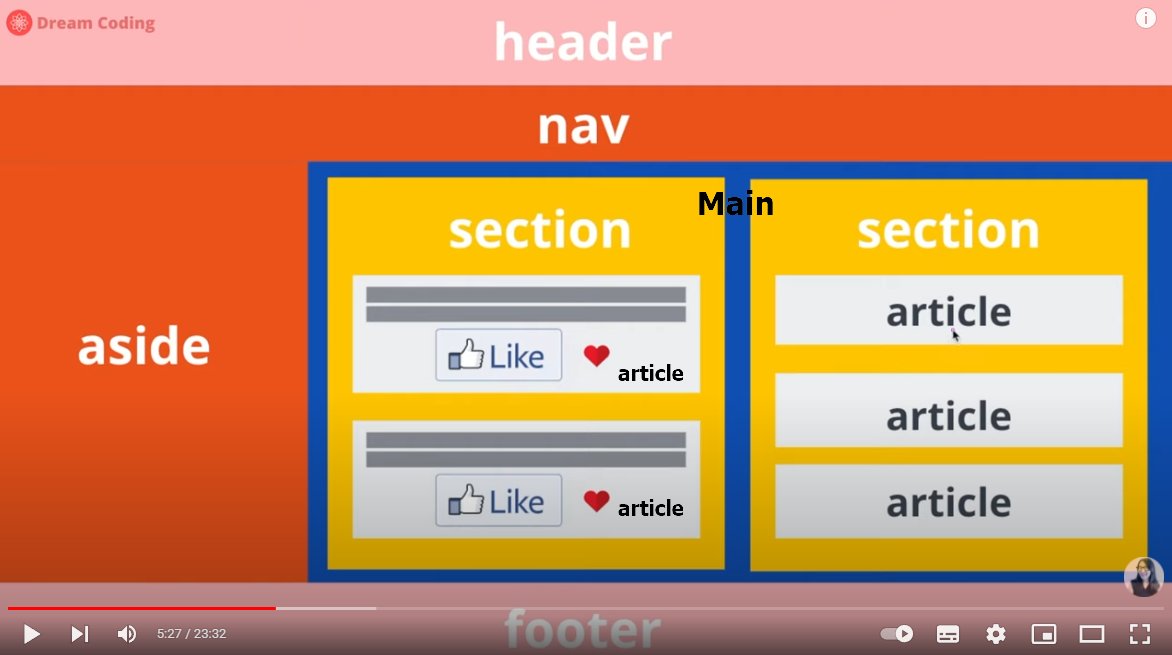 Dream Coding
header
nav
Main
aside
section
Like
article
Like
article
section
article
article
article
footer
5:27 / 23:32